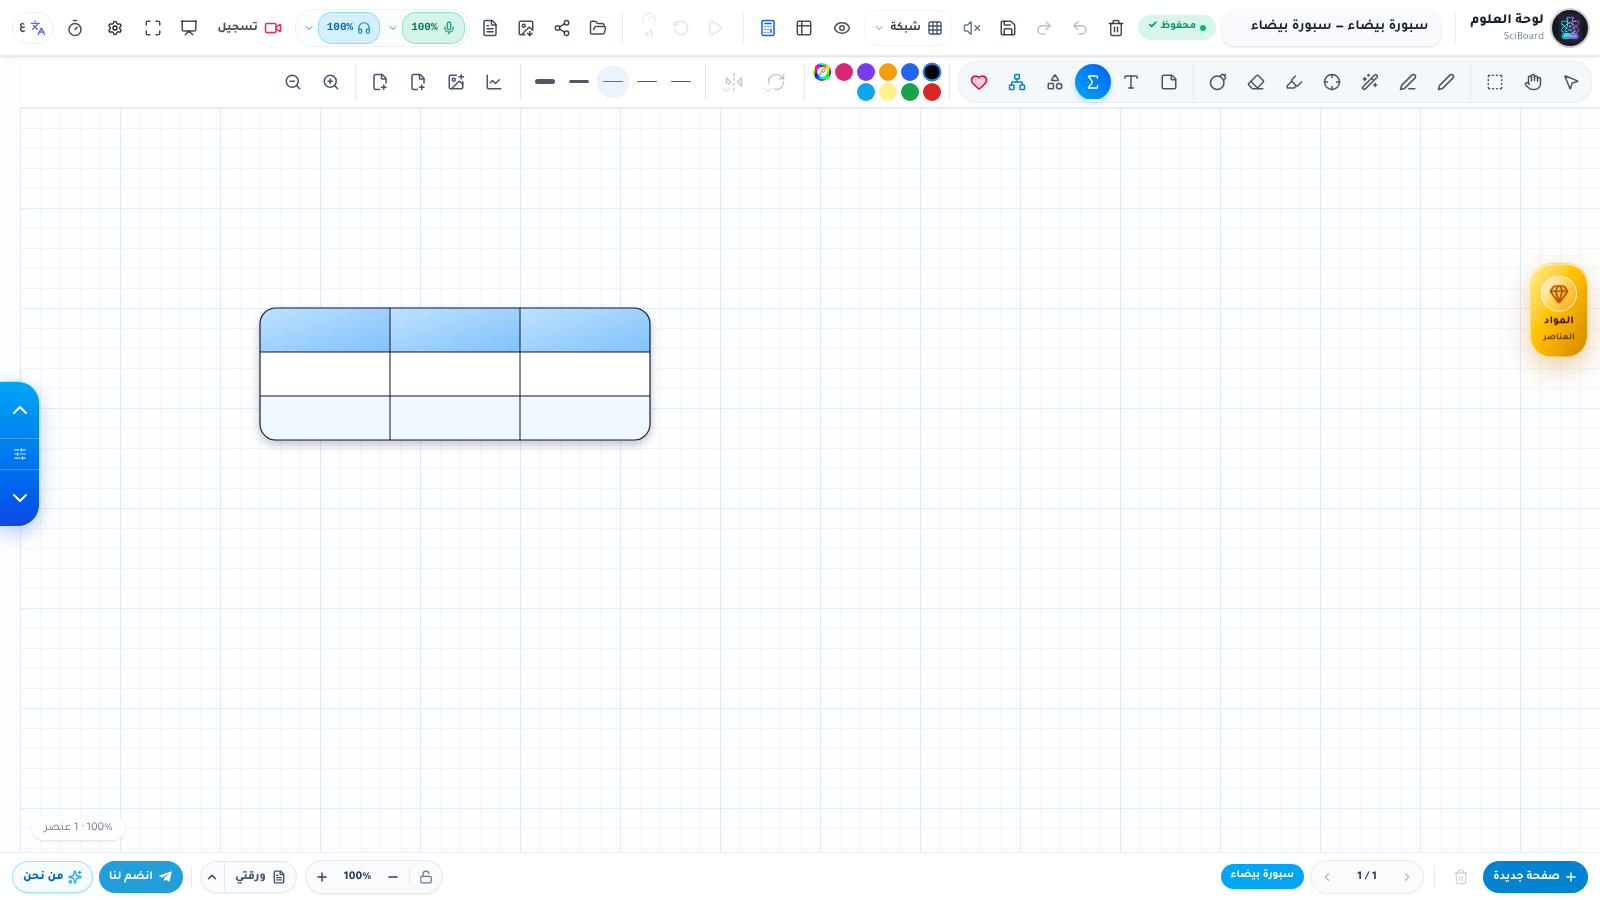 لوحة العلوم
SciBoard
سبورة بيضاء – سبورة بيضاء
محفوظ ✓
شبكة
x1
100%
100%
تسجيل
ع
المواد
العناصر
100% · 1 عنصر
صفحة جديدة
1 / 1
سبورة بيضاء
100%
ورقتي
انضم لنا
من نحن